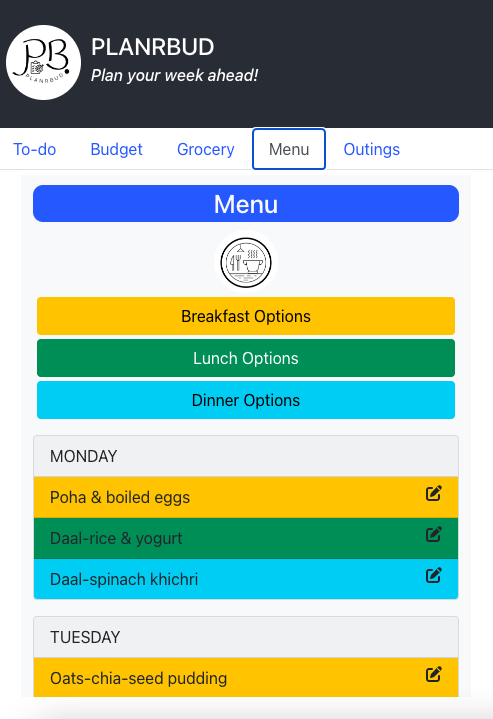 PB.
PLANRBUD
PLANRBUD
Plan your week ahead!
To-do Budget Grocery Menu Outings
Menu
Breakfast Options
Lunch Options
Dinner Options
MONDAY
Poha & boiled eggs
Daal-rice & yogurt
Daal-spinach khichri
TUESDAY
Oats-chia-seed pudding